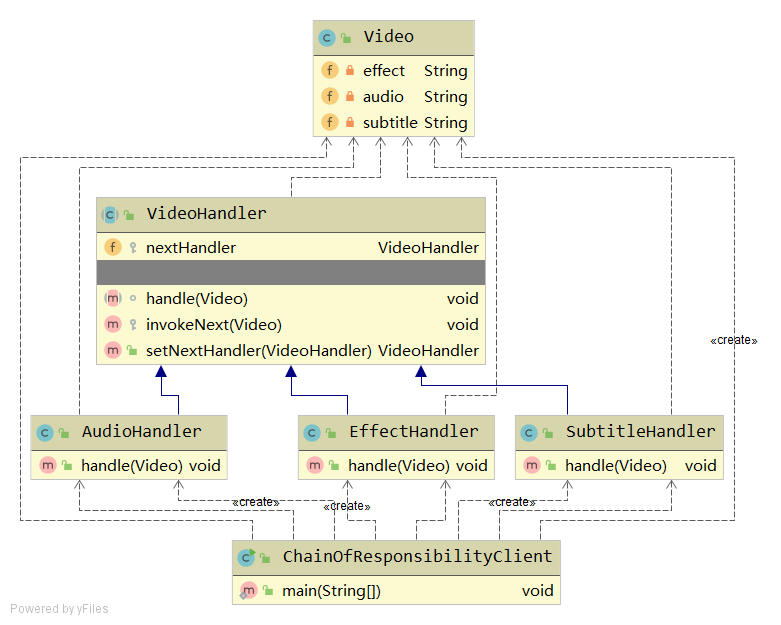 Video
effect String
audio String
subtitle String
VideoHandler
nextHandler VideoHandler
handle(Video) void
invokeNext(Video) void
setNextHandler(VideoHandler) VideoHandler
«create»
AudioHandler
handle(Video) void
EffectHandler
handle(Video) void
SubtitleHandler
handle(Video) void
«create»
«create»
«create»
ChainOfResponsibilityClient
main(String[]) void
Powered by yFiles